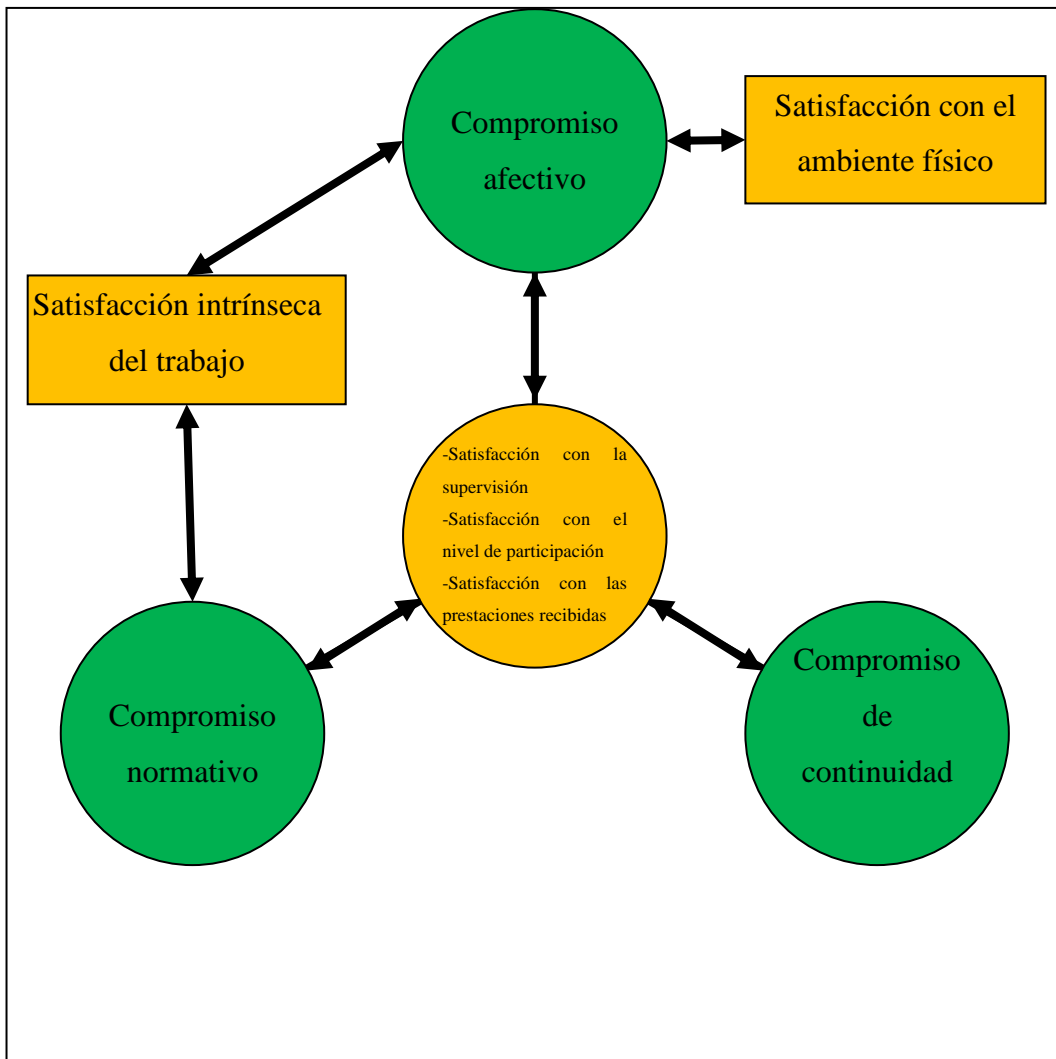 Compromiso
afectivo
Satisfacción con el
ambiente físico
Satisfacción intrínseca
del trabajo
-Satisfacción con la
supervisión
-Satisfacción con el
nivel de participación
-Satisfacción con las
prestaciones recibidas
Compromiso
normativo
Compromiso
de
continuidad